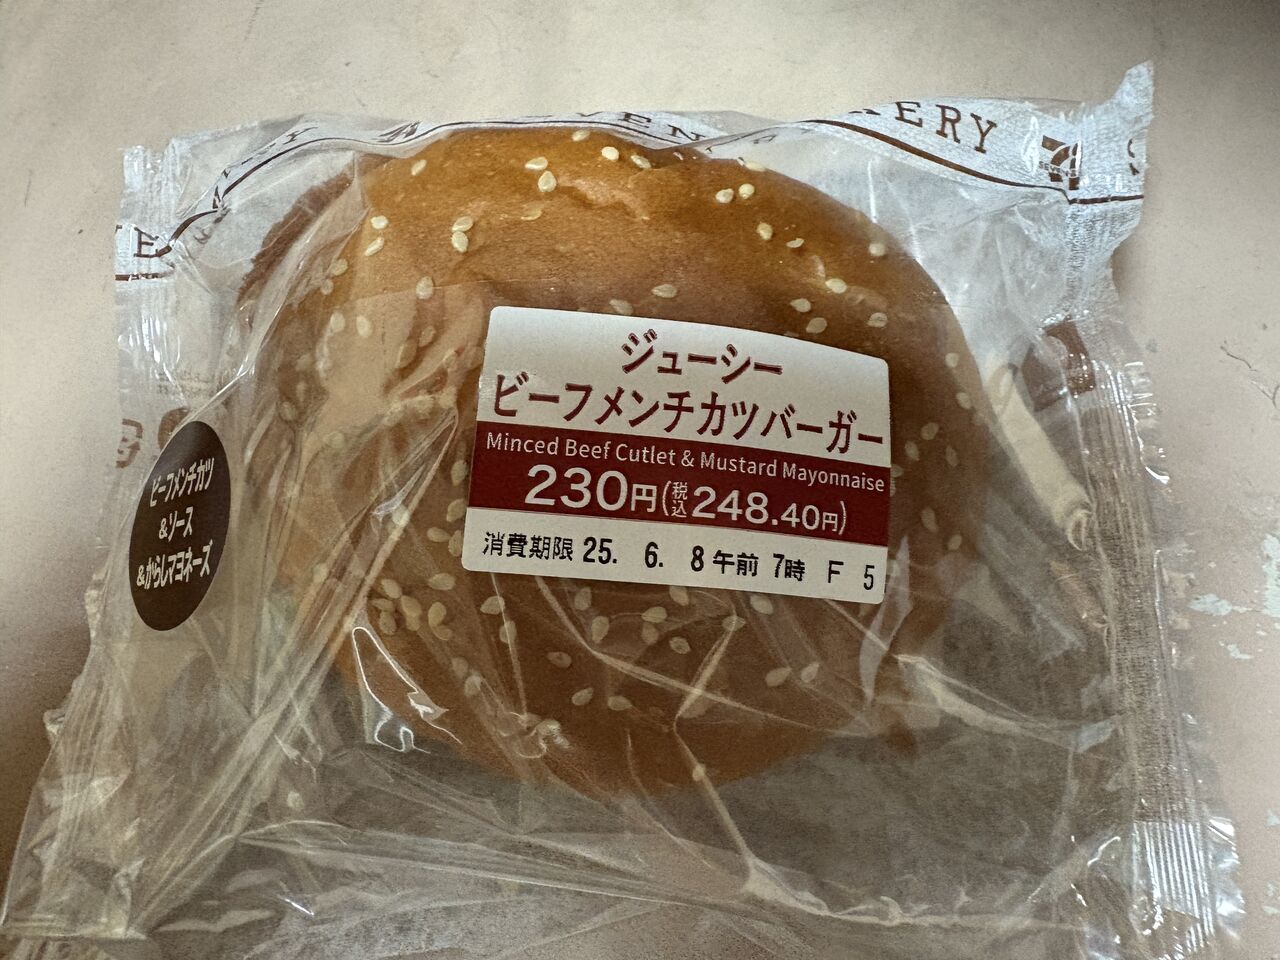 ERY
ジューシー
ビーフメンチカツバーガー
Minced Beef Cutlet & Mustard Mayonnaise
230円(税込248.40円)
消費期限 25. 6. 8午前 7時 F 5
ビーフメンチカツ
&ソース
&からしマヨネーズ